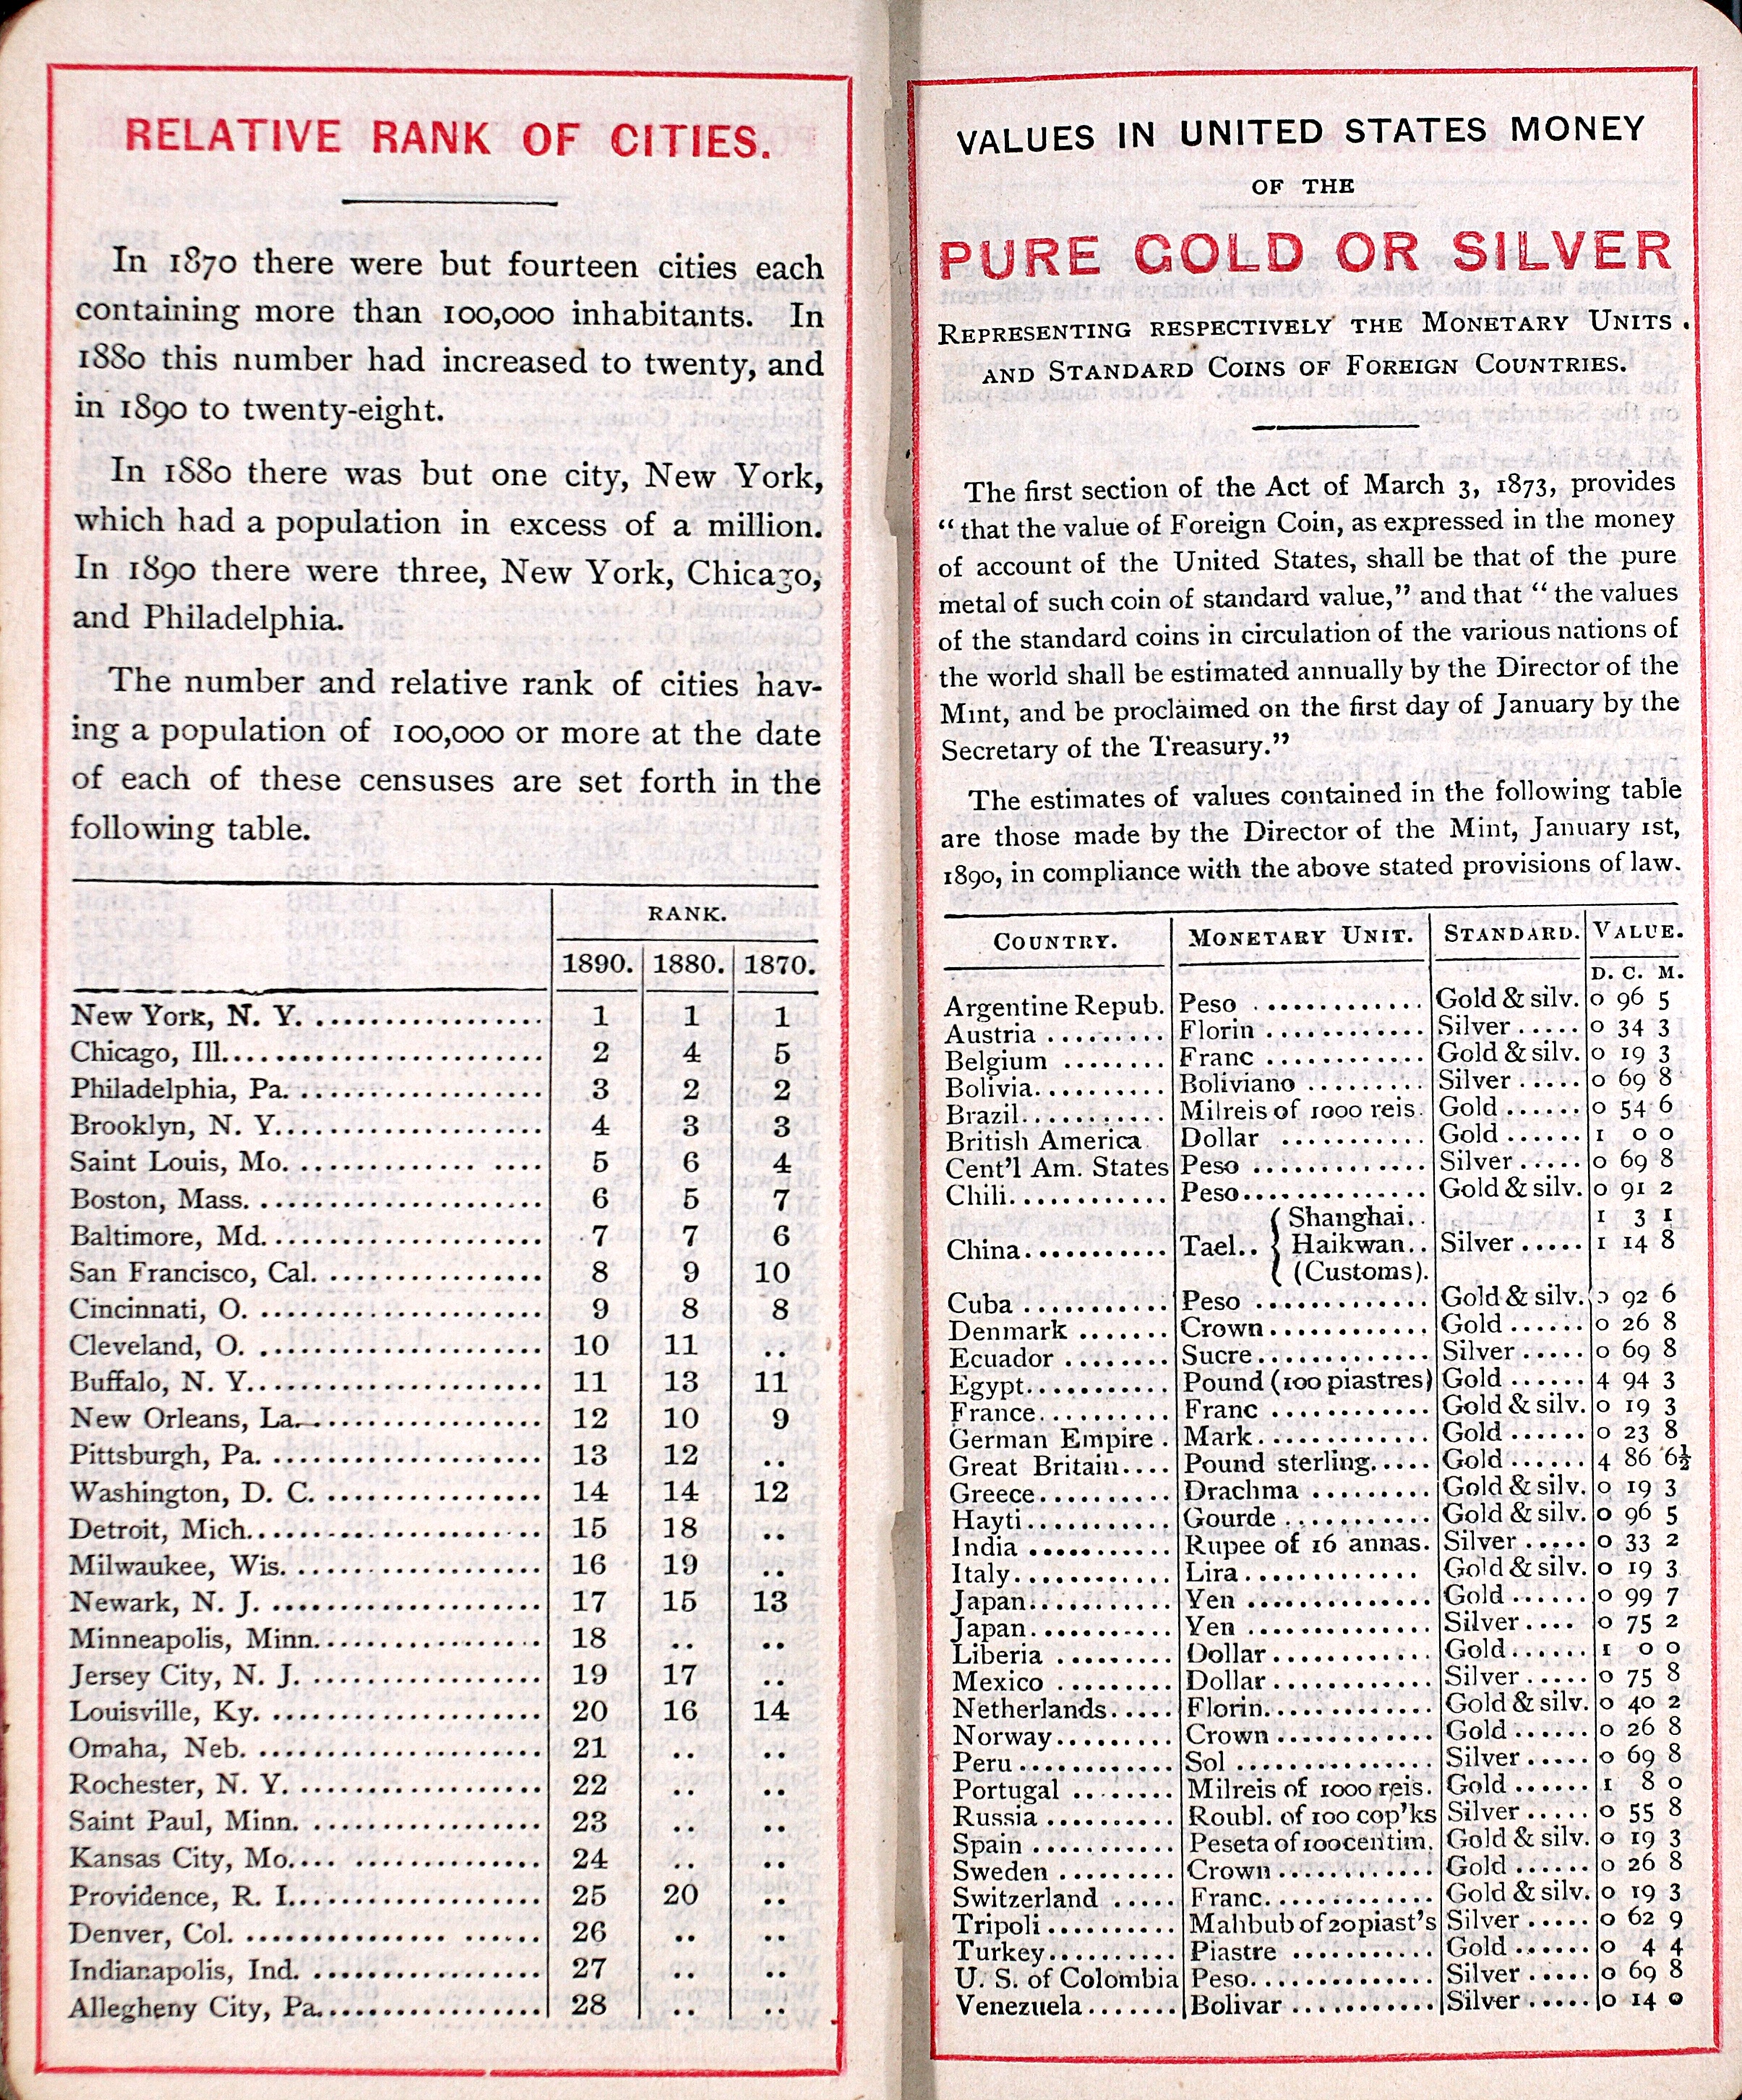 RELATIVE RANK OF CITIES.
In 1870 there were but fourteen cities each
containing more than 100,000 inhabitants. In
1880 this number had increased to twenty, and
in 1890 to twenty-eight.
In 1880 there was but one city, New York,
which had a population in excess of a million.
In 1890 there were three, New York, Chicago,
and Philadelphia.
The number and relative rank of cities hav-
ing a population of 100,000 or more at the date
of each of these censuses are set forth in the
following table.
RANK.
1890. 1880. 1870.
New York, N. Y. 1 1 1
Chicago, Ill. 2 4 5
Philadelphia, Pa. 3 2 2
Brooklyn, N. Y. 4 3 3
Saint Louis, Mo. 5 6 4
Boston, Mass. 6 5 7
Baltimore, Md. 7 7 6
San Francisco, Cal. 8 9 10
Cincinnati, O. 9 8 8
Cleveland, O. 10 11 ..
Buffalo, N. Y. 11 13 11
New Orleans, La. 12 10 9
Pittsburgh, Pa. 13 12 ..
Washington, D. C. 14 14 12
Detroit, Mich. 15 18 ..
Milwaukee, Wis. 16 19 ..
Newark, N. J. 17 15 13
Minneapolis, Minn. 18 .. ..
Jersey City, N. J. 19 17 ..
Louisville, Ky. 20 16 14
Omaha, Neb. 21 .. ..
Rochester, N. Y. 22 .. ..
Saint Paul, Minn. 23 .. ..
Kansas City, Mo. 24 .. ..
Providence, R. I. 25 20 ..
Denver, Col. 26 .. ..
Indianapolis, Ind. 27 .. ..
Allegheny City, Pa. 28 .. ..
VALUES IN UNITED STATES MONEY
OF THE
PURE GOLD OR SILVER
REPRESENTING RESPECTIVELY THE MONETARY UNITS
AND STANDARD COINS OF FOREIGN COUNTRIES.
The first section of the Act of March 3, 1873, provides
"that the value of Foreign Coin, as expressed in the money
of account of the United States, shall be that of the pure
metal of such coin of standard value," and that "the values
of the standard coins in circulation of the various nations of
the world shall be estimated annually by the Director of the
Mint, and be proclaimed on the first day of January by the
Secretary of the Treasury."
The estimates of values contained in the following table
are those made by the Director of the Mint, January 1st,
1890, in compliance with the above stated provisions of law.
COUNTRY. MONETARY UNIT. STANDARD. VALUE.
D. C. M.
Argentine Repub. Peso Gold & silv. 0 96 5
Austria Florin Silver 0 34 3
Belgium Franc Gold & silv. 0 19 3
Bolivia Boliviano Silver 0 69 8
Brazil Milreis of 1000 reis. Gold 0 54 6
British America Dollar Gold 1 0 0
Cent'l Am. States Peso Silver 0 69 8
Chili Peso Gold & silv. 0 91 2
Shanghai. 1 3 1
China Tael Haikwan Silver 1 14 8
(Customs).
Cuba Peso Gold & silv. 0 92 6
Denmark Crown Gold 0 26 8
Ecuador Sucre Silver 0 69 8
Egypt Pound (100 piastres) Gold 4 94 3
France Franc Gold & silv. 0 19 3
German Empire Mark Gold 0 23 8
Great Britain Pound sterling Gold 4 86 6½
Greece Drachma Gold & silv. 0 19 3
Hayti Gourde Gold & silv. 0 96 5
India Rupee of 16 annas. Silver 0 33 2
Italy Lira Gold & silv. 0 19 3
Japan Yen Gold 0 99 7
Japan Yen Silver 0 75 2
Liberia Dollar Gold 1 0 0
Mexico Dollar Silver 0 75 8
Netherlands Florin Gold & silv. 0 40 2
Norway Crown Gold 0 26 8
Peru Sol Silver 0 69 8
Portugal Milreis of 1000 reis. Gold 1 8 0
Russia Roubl. of 100 cop'ks Silver 0 55 8
Spain Peseta of 100 centim. Gold & silv. 0 19 3
Sweden Crown Gold 0 26 8
Switzerland Franc Gold & silv. 0 19 3
Tripoli Mahbub of 20 piast's Silver 0 62 9
Turkey Piastre Gold 0 4 4
U. S. of Colombia Peso Silver 0 69 8
Venezuela Bolivar Silver 0 14 0